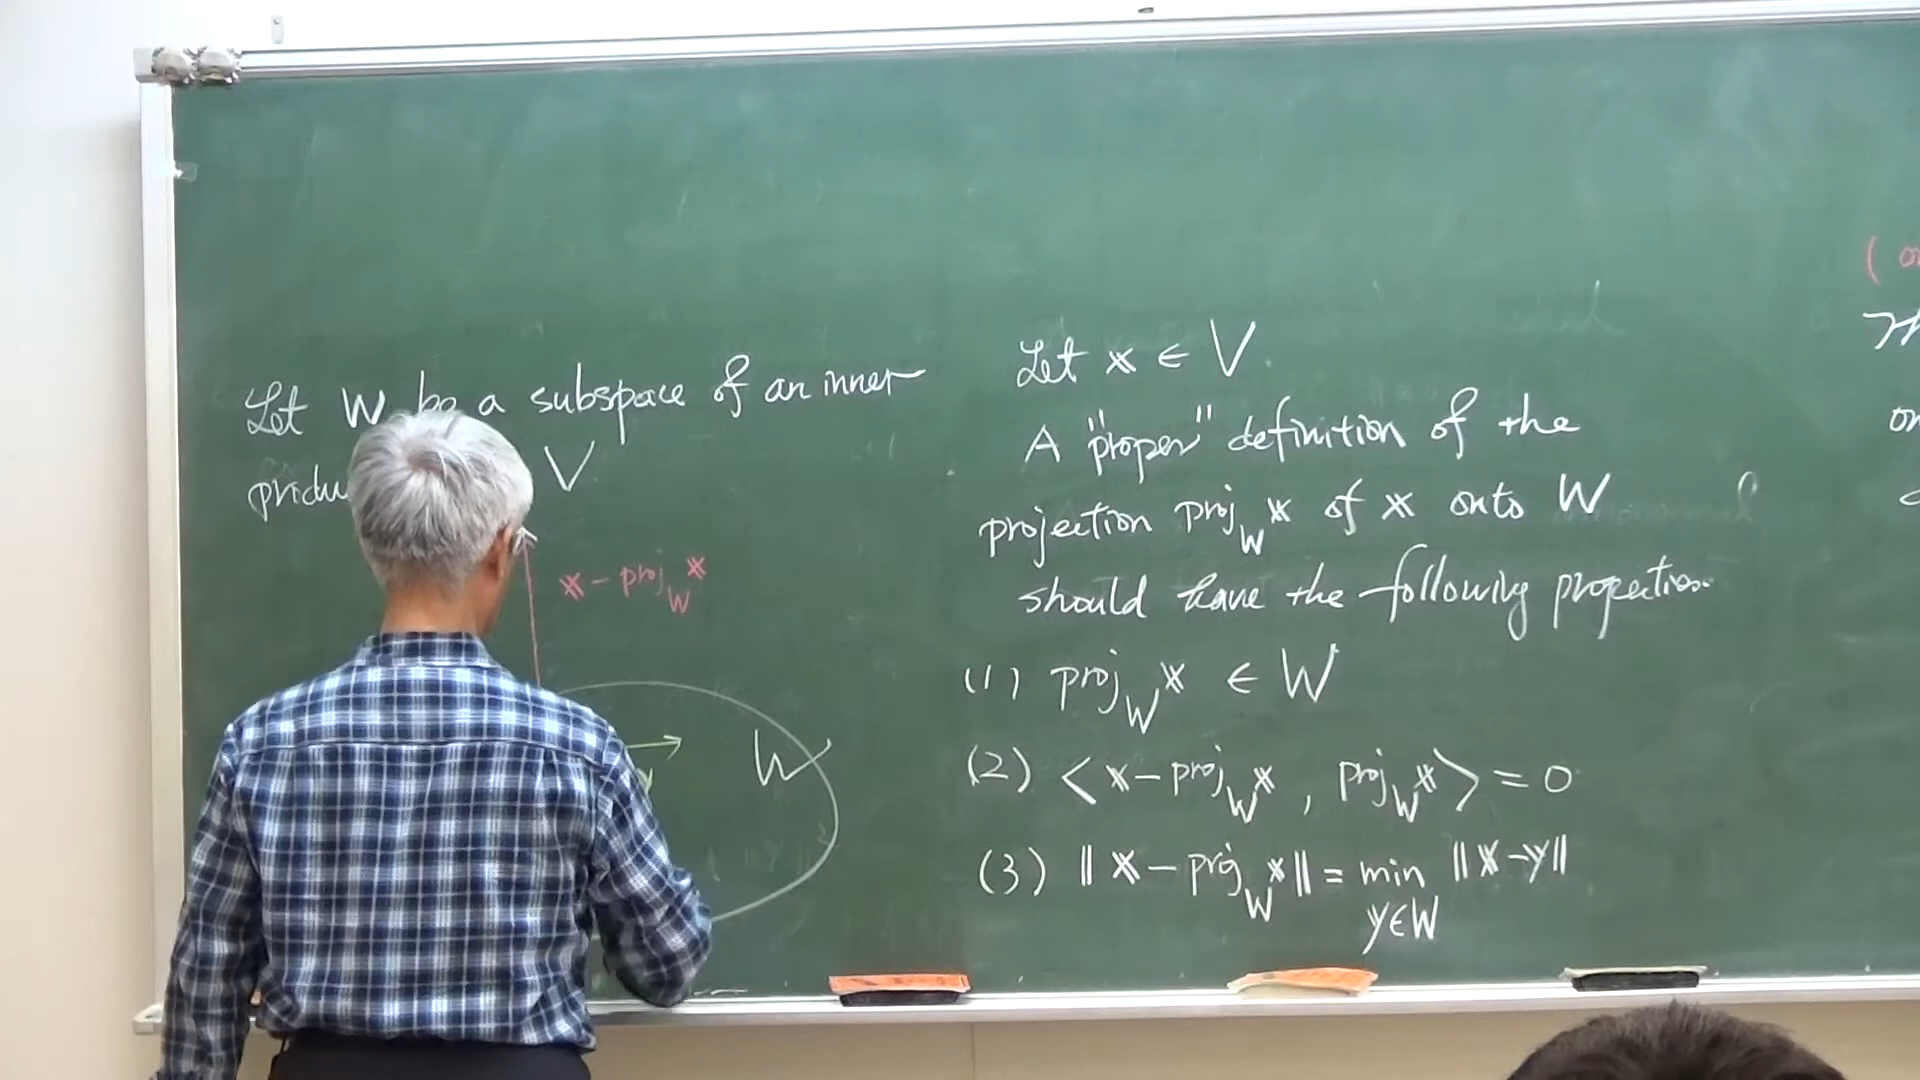 Let W be a subspace of an inner
V
x - proj_W x
W
Let x ∈ V.
A "proper" definition of the
projection proj_W x of x onto W
should have the following properties.
(1) proj_W x ∈ W
(2) < x - proj_W x , proj_W x > = 0
(3) || x - proj_W x || = min || x - y ||
y ∈ W